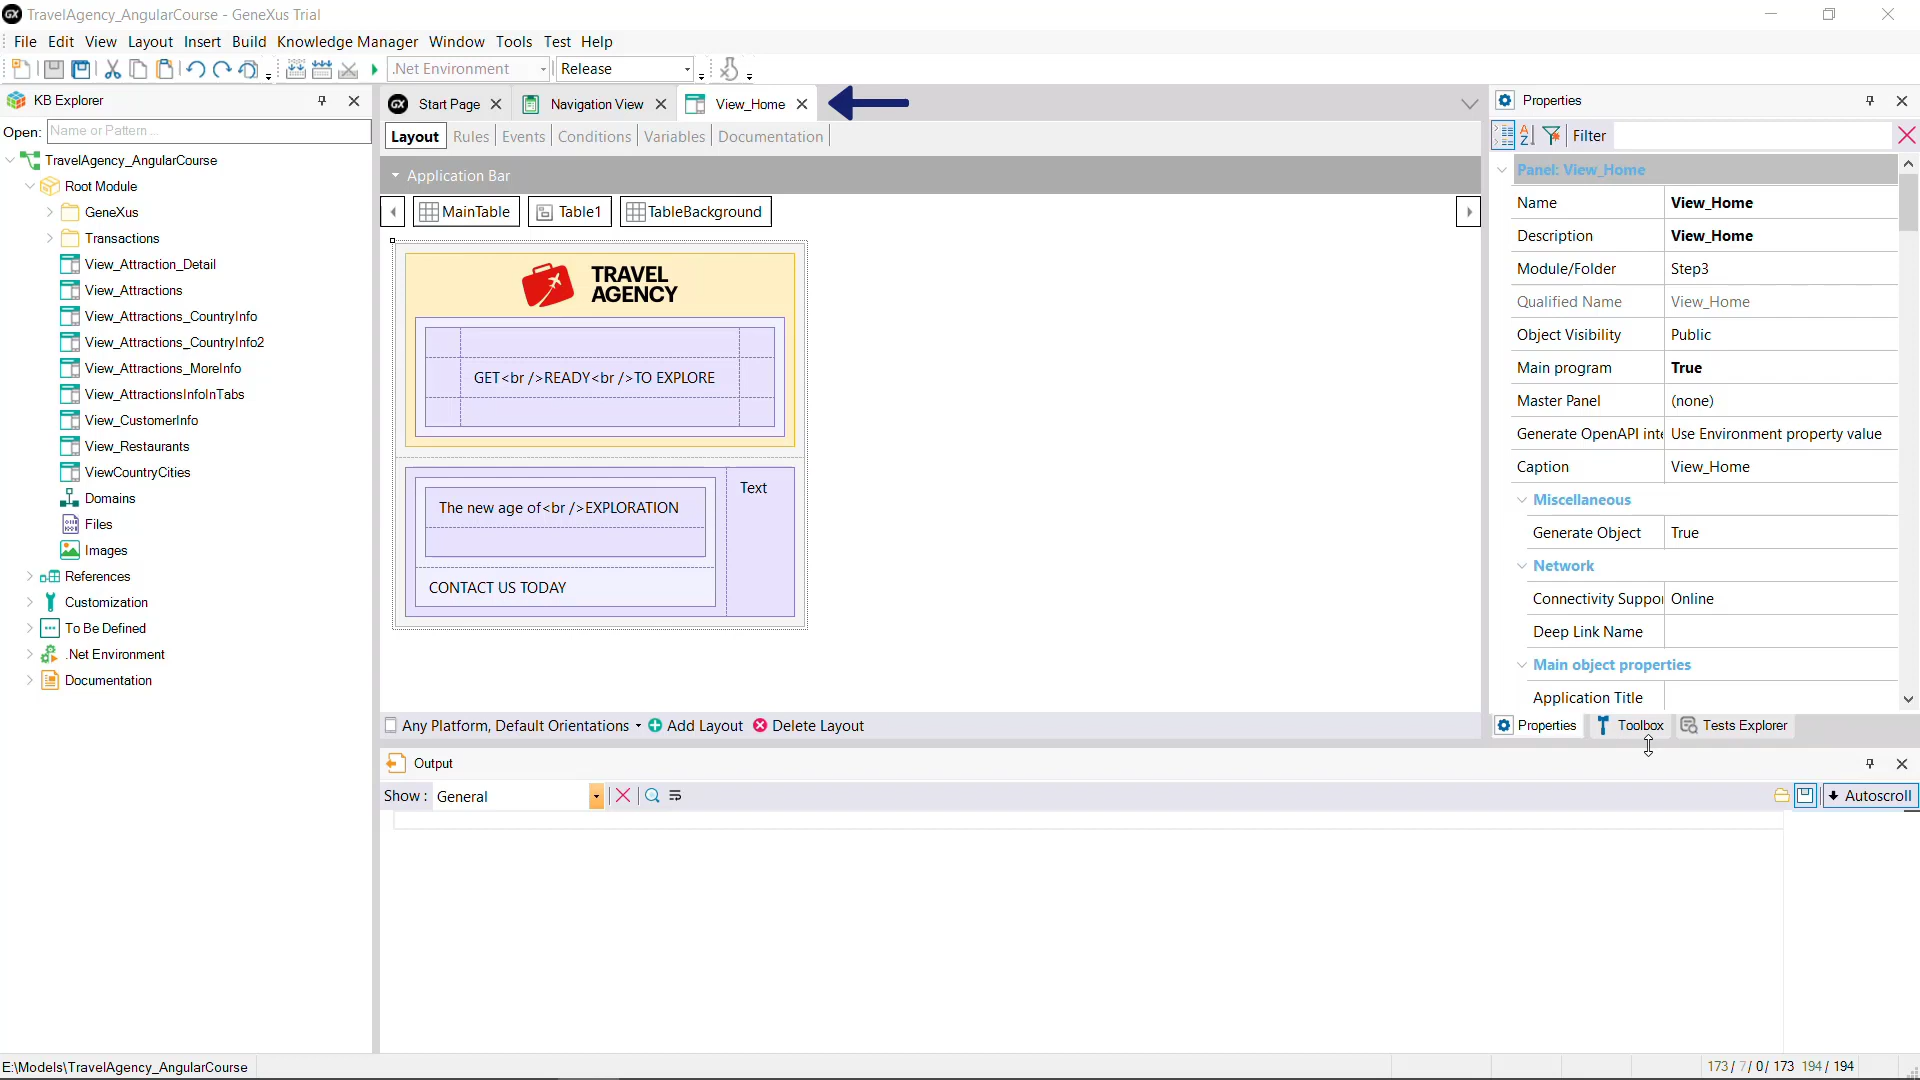 TravelAgency_AngularCourse - GeneXus Trial
File Edit View Layout Insert Build Knowledge Manager Window Tools Test Help
.Net Environment Release
KB Explorer
Open: Name or Pattern ...
TravelAgency_AngularCourse
Root Module
GeneXus
Transactions
View_Attraction_Detail
View_Attractions
View_Attractions_CountryInfo
View_Attractions_CountryInfo2
View_Attractions_MoreInfo
View_AttractionsInfoInTabs
View_CustomerInfo
View_Restaurants
ViewCountryCities
Domains
Files
Images
References
Customization
To Be Defined
.Net Environment
Documentation
GX Start Page Navigation View View_Home
Layout Rules Events Conditions Variables Documentation
Application Bar
MainTable Table1 TableBackground
TRAVEL
AGENCY
GET<br />READY<br />TO EXPLORE
The new age of<br />EXPLORATION
Text
CONTACT US TODAY
Any Platform, Default Orientations Add Layout Delete Layout
Output
Show : General
Autoscroll
Properties
Filter
Panel: View_Home
Name View_Home
Description View_Home
Module/Folder Step3
Qualified Name View_Home
Object Visibility Public
Main program True
Master Panel (none)
Generate OpenAPI inte Use Environment property value
Caption View_Home
Miscellaneous
Generate Object True
Network
Connectivity Suppor Online
Deep Link Name
Main object properties
Application Title
Properties Toolbox Tests Explorer
E:\Models\TravelAgency_AngularCourse
173 / 7 / 0 / 173 194 / 194